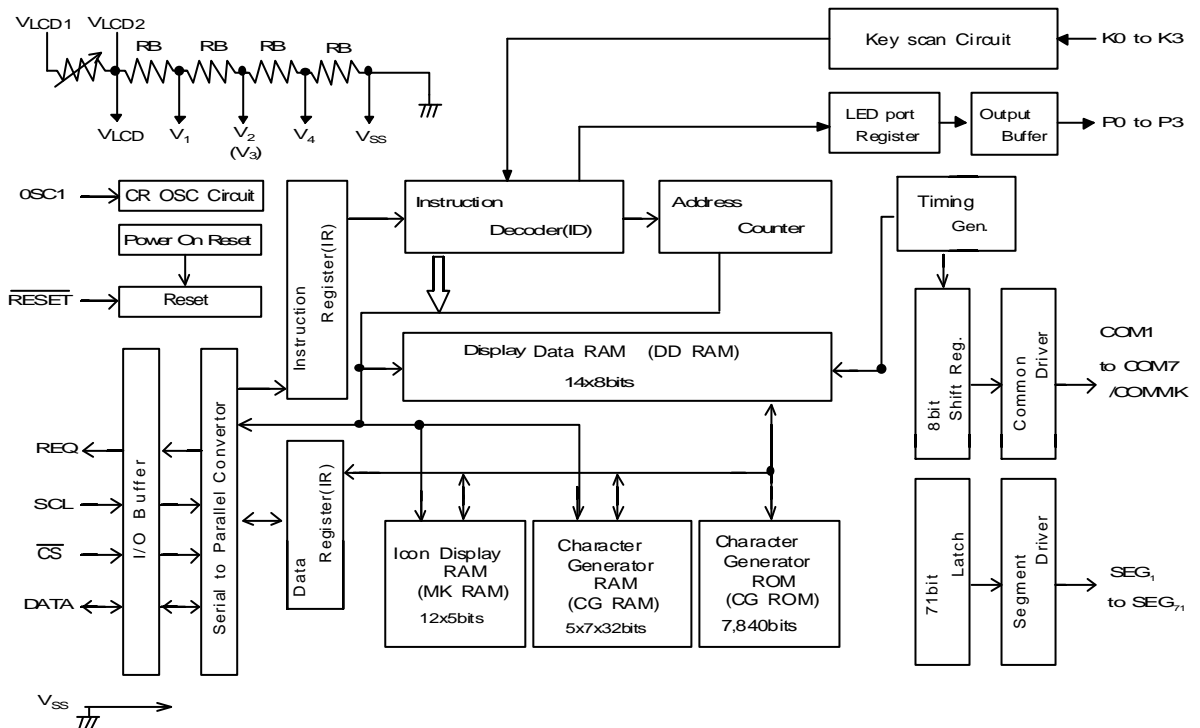 VLCD1 VLCD2
RB RB RB RB
VLCD V1 V2 V4 VSS
(V3)
Key scan Circuit
K0 to K3
LED port
Register
Output
Buffer
P0 to P3
OSC1
CR OSC Circuit
Power On Reset
RESET
Reset
Instruction
Register(IR)
Instruction
Decoder(ID)
Address
Counter
Timing
Gen.
Display Data RAM (DD RAM)
14x8bits
8bit
Shift Reg.
Common
Driver
COM1
to COM7
/COMMK
REQ
SCL
CS
DATA
I/O Buffer
Serial to Parallel Convertor
Data
Register(IR)
Icon Display
RAM
(MK RAM)
12x5bits
Character
Generator
RAM
(CG RAM)
5x7x32bits
Character
Generator
ROM
(CG ROM)
7,840bits
71bit
Latch
Segment
Driver
SEG1
to SEG71
VSS